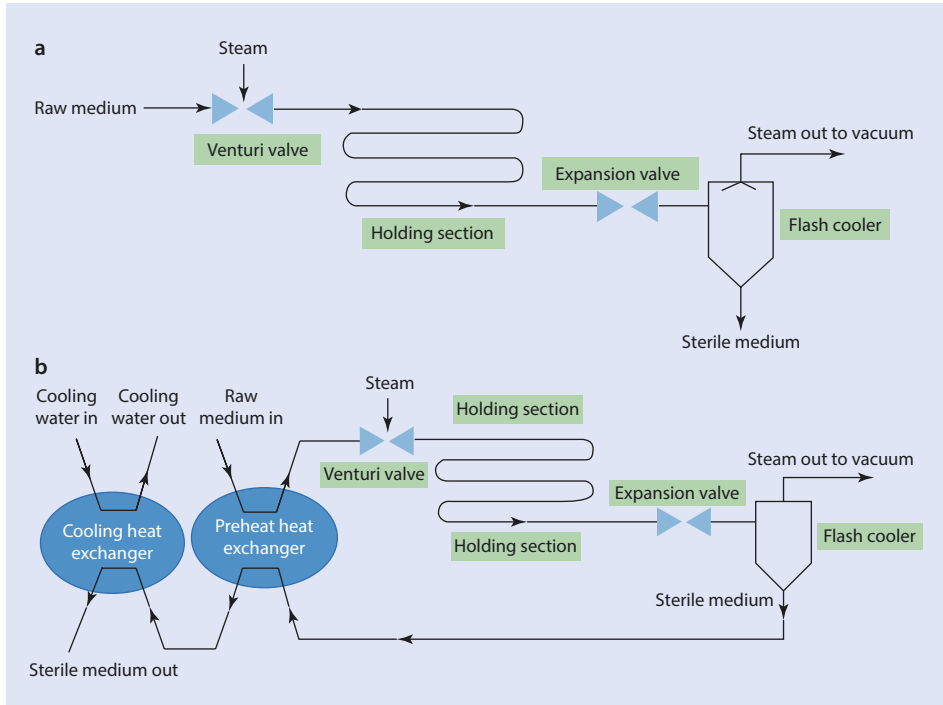 a
Steam
Raw medium
Venturi valve
Holding section
Expansion valve
Steam out to vacuum
Flash cooler
Sterile medium
b
Cooling
water in
Cooling
water out
Raw
medium in
Steam
Venturi valve
Holding section
Holding section
Expansion valve
Steam out to vacuum
Flash cooler
Sterile medium
Cooling heat
exchanger
Preheat heat
exchanger
Sterile medium out